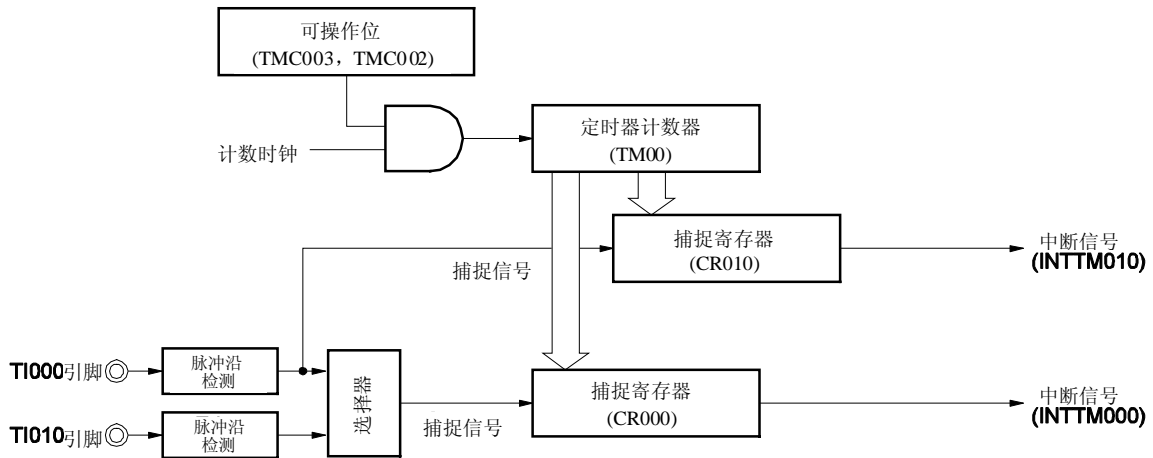 可操作位
(TMC003，TMC002)
计数时钟
定时器计数器
(TM00)
捕捉寄存器
(CR010)
中断信号
(INTTM010)
捕捉信号
TI000引脚
脉冲沿
检测
选择器
捕捉信号
捕捉寄存器
(CR000)
中断信号
(INTTM000)
TI010引脚
脉冲沿
检测